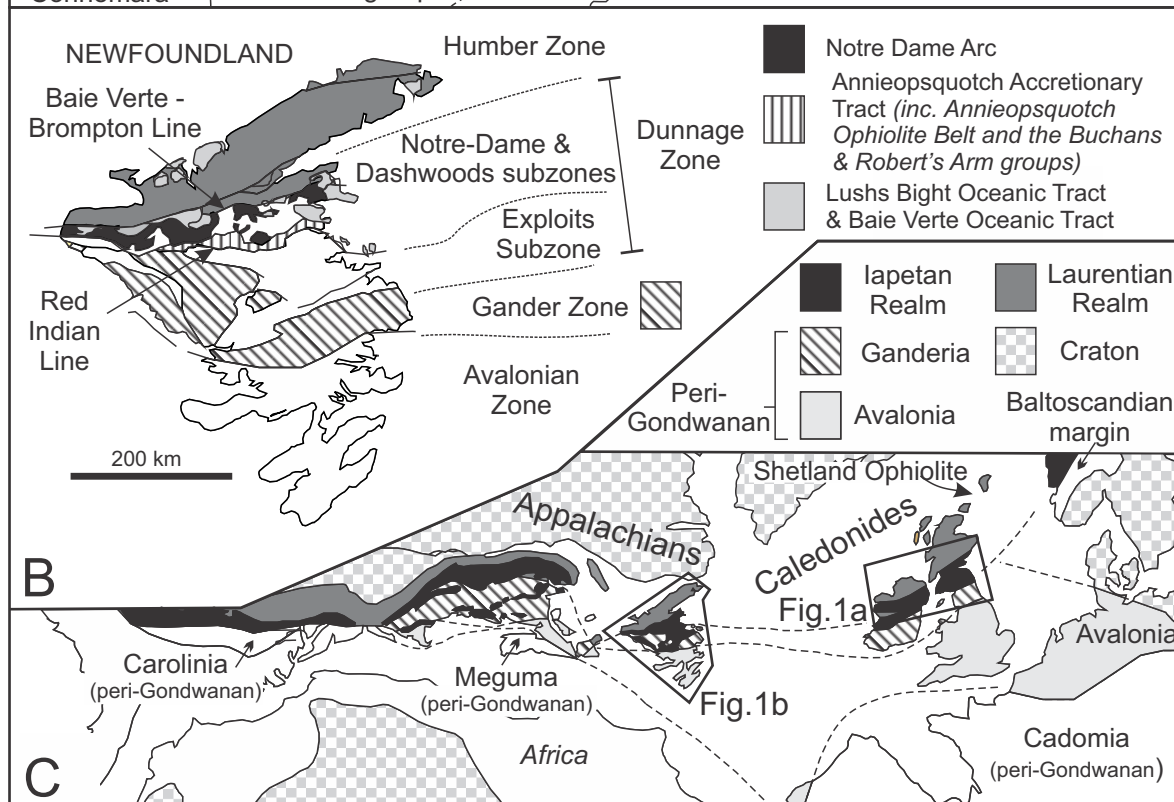 NEWFOUNDLAND
Humber Zone
Baie Verte -
Brompton Line
Notre-Dame &
Dashwoods subzones
Dunnage
Zone
Exploits
Subzone
Red
Indian
Line
Gander Zone
Avalonian
Zone
200 km
B
Notre Dame Arc
Annieopsquotch Accretionary
Tract (inc. Annieopsquotch
Ophiolite Belt and the Buchans
& Robert's Arm groups)
Lushs Bight Oceanic Tract
& Baie Verte Oceanic Tract
Iapetan
Realm
Laurentian
Realm
Ganderia
Craton
Peri-
Gondwanan
Avalonia
Baltoscandian
margin
Shetland Ophiolite
Appalachians
Caledonides
Fig.1a
Avalonia
Carolinia
(peri-Gondwanan)
Meguma
(peri-Gondwanan)
Fig.1b
Africa
Cadomia
(peri-Gondwanan)
C